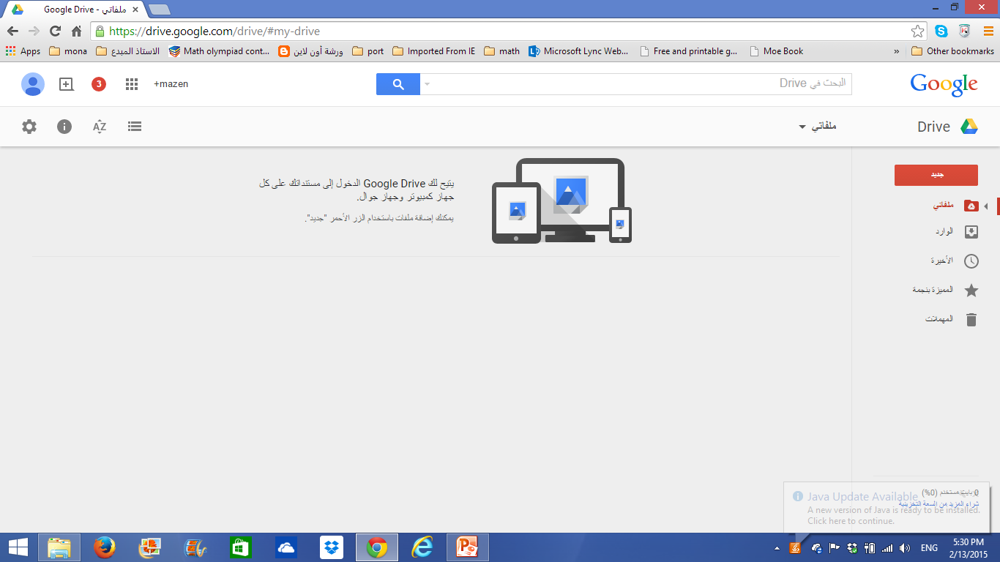 ملفاتي - Google Drive
https://drive.google.com/drive/#my-drive
Apps
mona
الاستاذ المبدع
Math olympiad cont...
ورشة أون لاين
port
Imported From IE
math
Microsoft Lync Web...
Free and printable g...
Moe Book
»
Other bookmarks
3
+mazen
البحث في Drive
Google
AZ
ملفاتي
Drive
يتيح لك Google Drive الدخول إلى مستنداتك على كل
جهاز كمبيوتر وجهاز جوال.
يمكنك إضافة ملفات باستخدام الزر الأحمر "جديد".
جديد
ملفاتي
الوارد
الأخيرة
المميزة بنجمة
المهملات
0 بايت مستخدم (0%)
شراء المزيد من السعة التخزينية
Java Update Available
A new version of Java is ready to be installed.
Click here to continue.
ENG
5:30 PM
2/13/2015